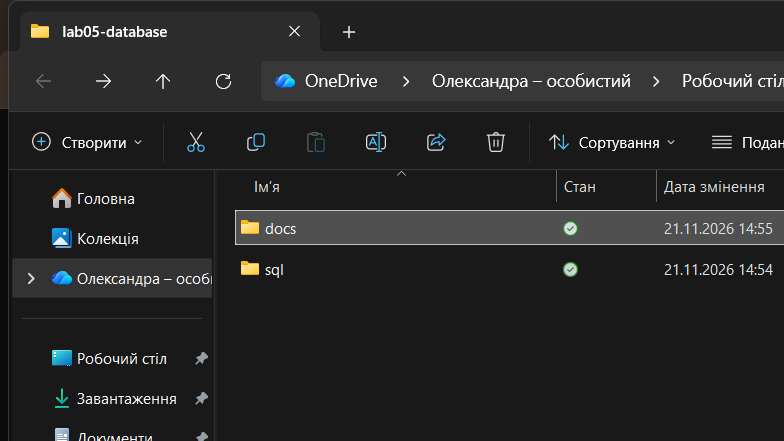 lab05-database
OneDrive > Олександра – особистий > Робочий стіл
Створити
Сортування
Подан
Головна
Колекція
Олександра – особ
Робочий стіл
Завантаження
Документи
Ім'я Стан Дата змінення
docs 21.11.2026 14:55
sql 21.11.2026 14:54